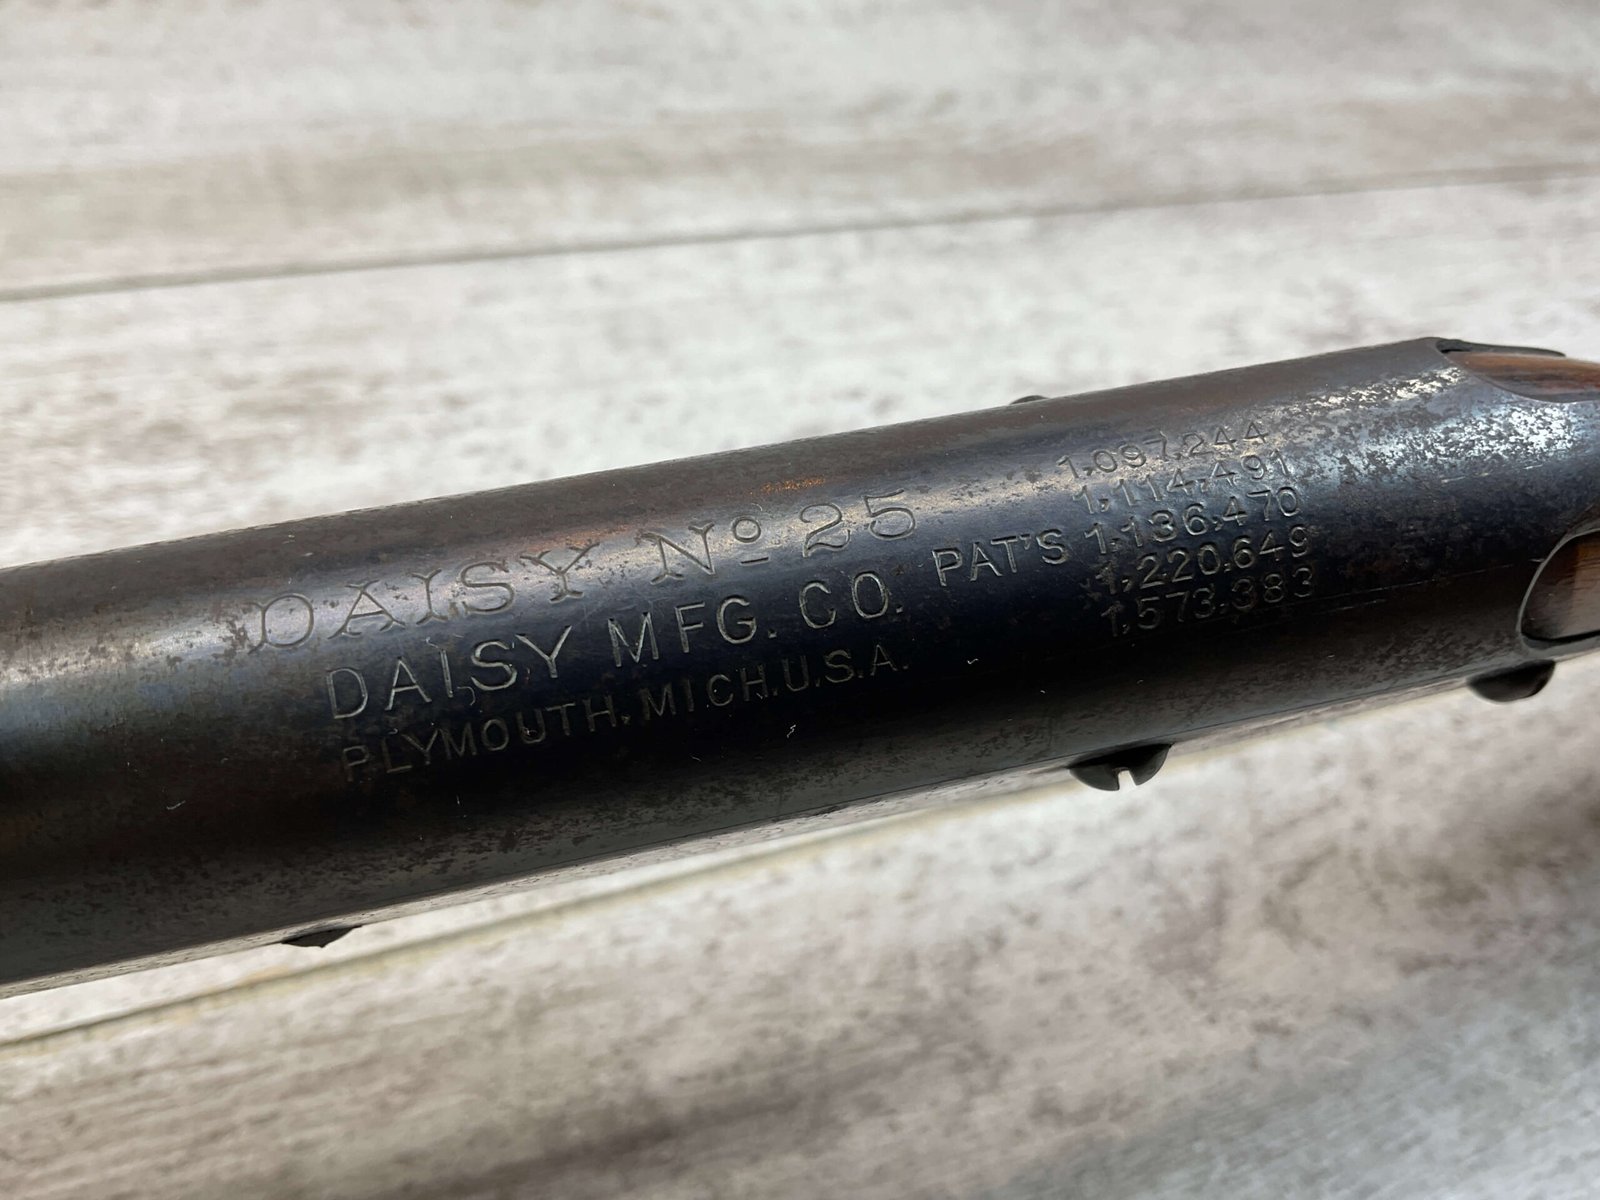 DAISY Nº 25
DAISY MFG. CO.
PLYMOUTH, MICH. U.S.A.
PAT'S
1,097,244
1,114,491
1,136,470
1,220,649
1,573,383